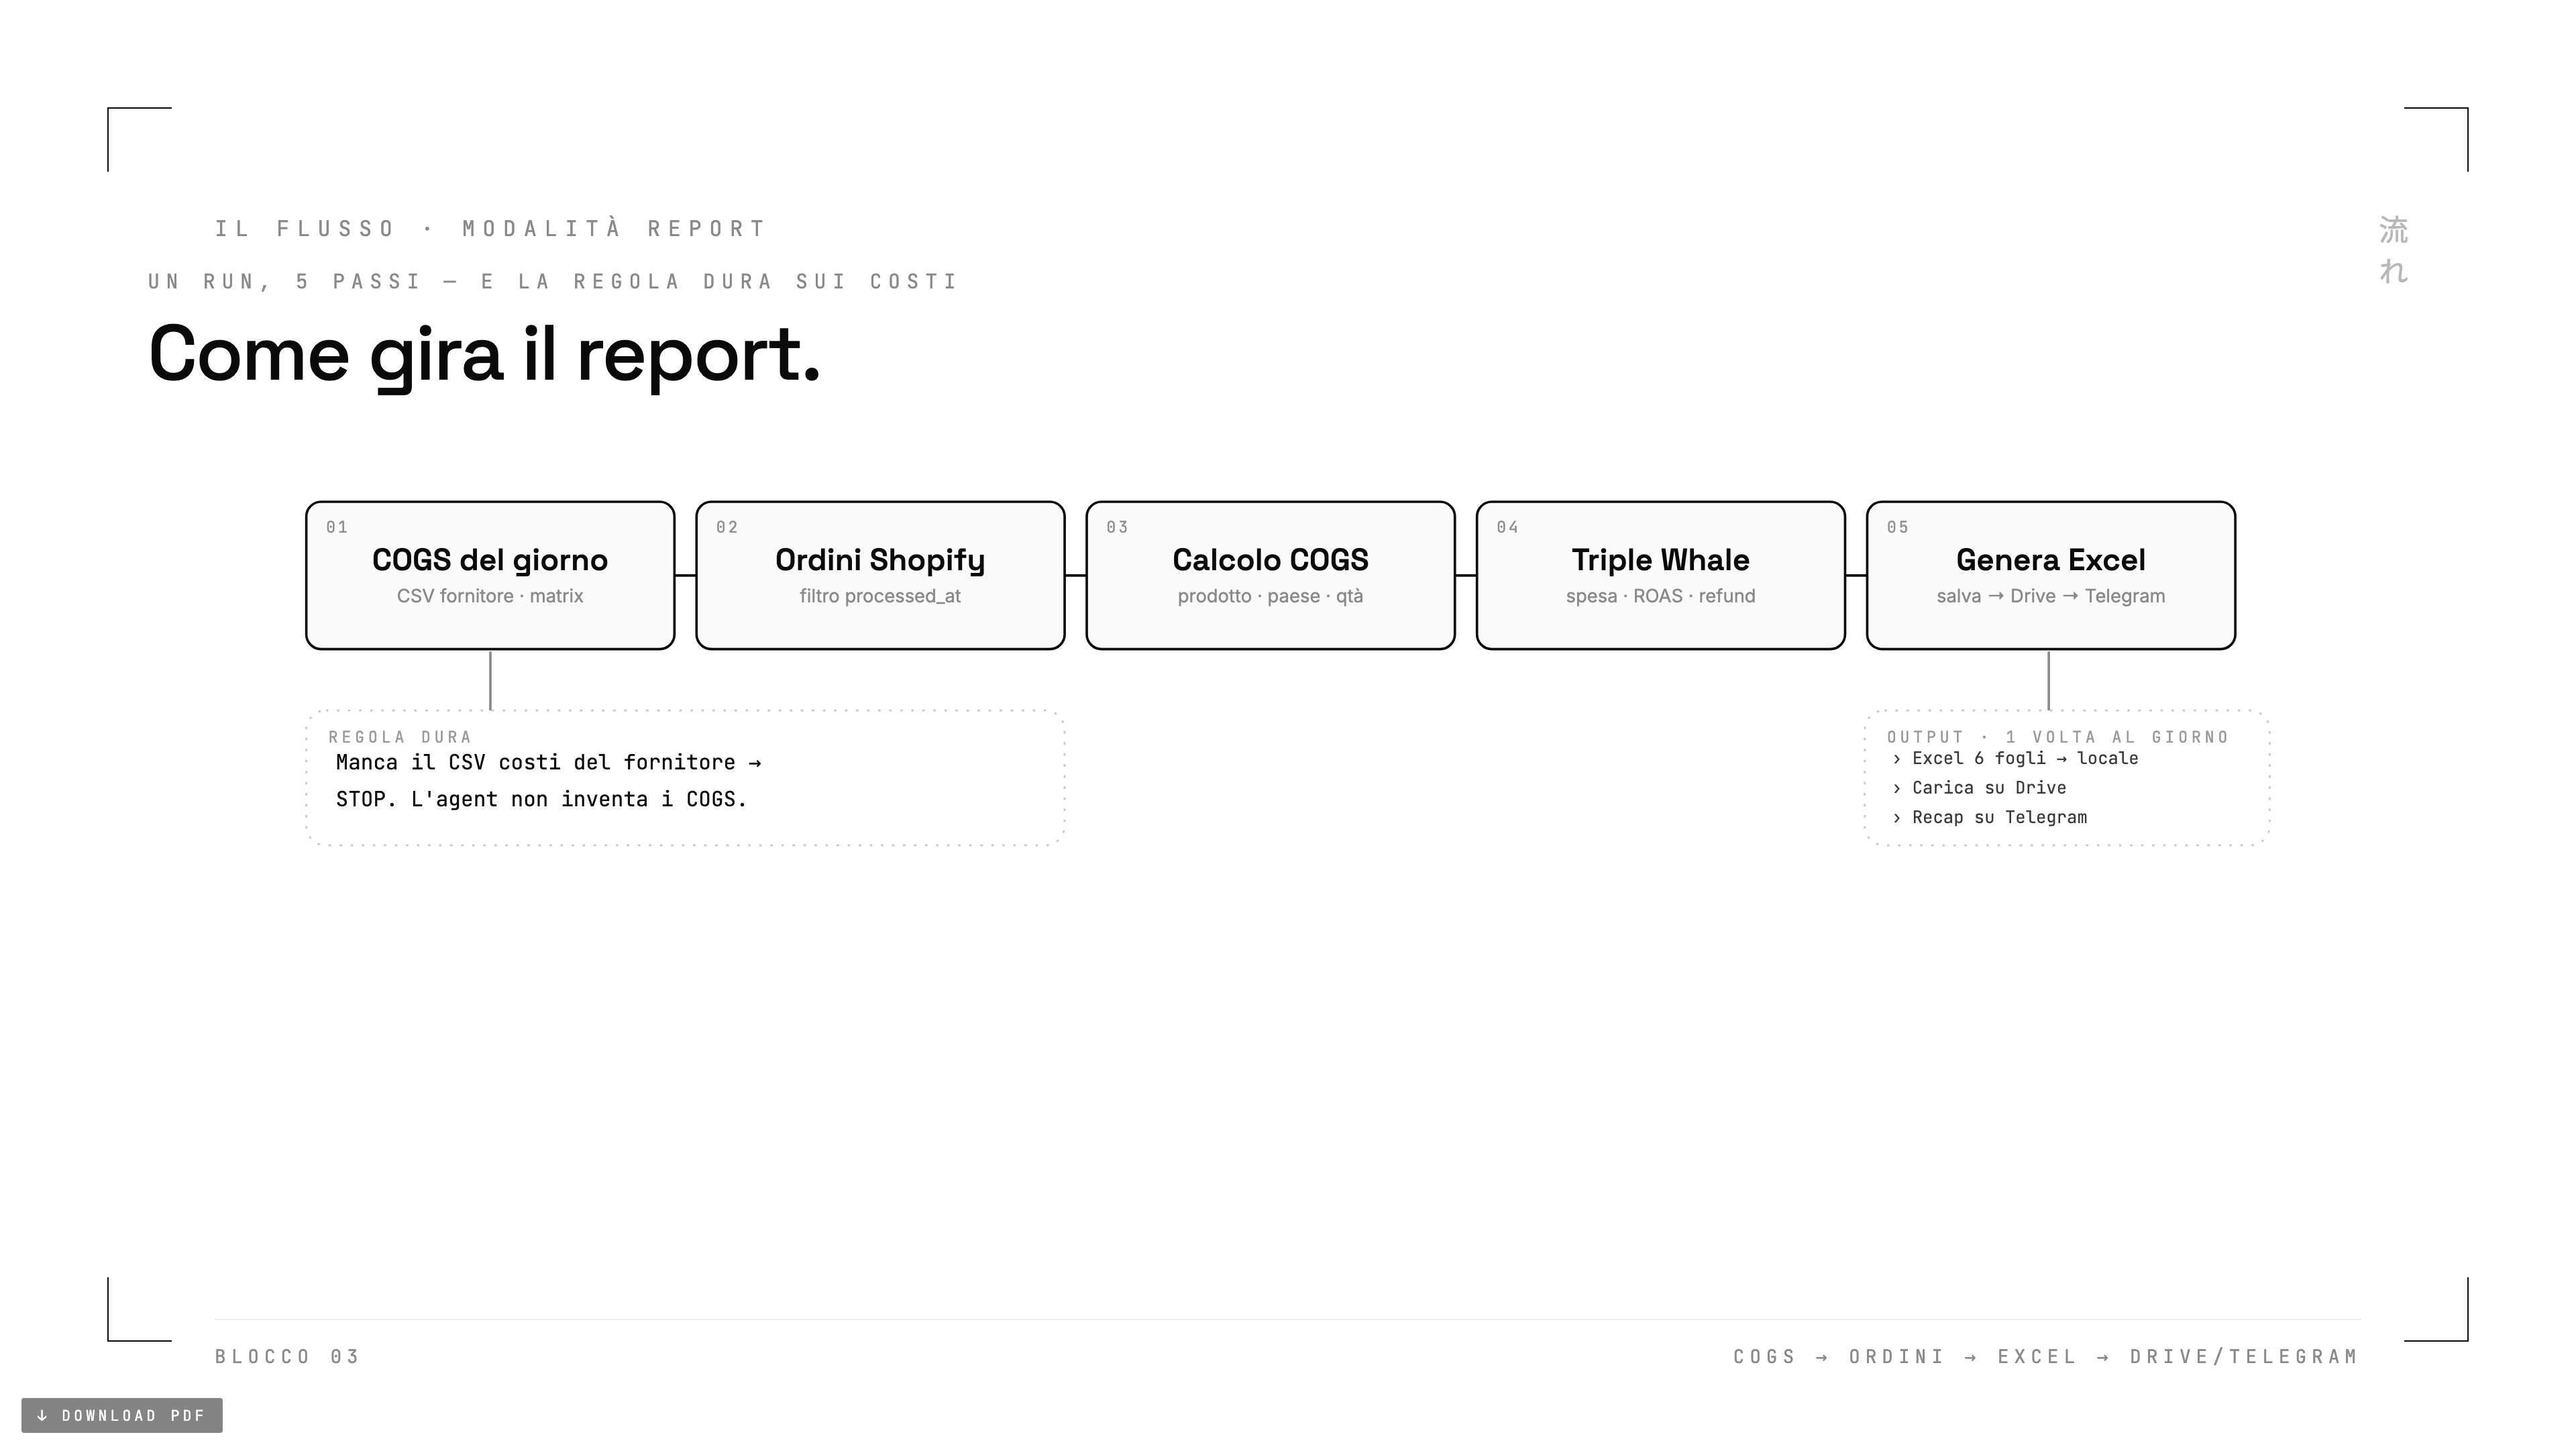 IL FLUSSO · MODALITÀ REPORT
流れ
UN RUN, 5 PASSI — E LA REGOLA DURA SUI COSTI
Come gira il report.
01
COGS del giorno
CSV fornitore · matrix
02
Ordini Shopify
filtro processed_at
03
Calcolo COGS
prodotto · paese · qtà
04
Triple Whale
spesa · ROAS · refund
05
Genera Excel
salva → Drive → Telegram
REGOLA DURA
Manca il CSV costi del fornitore →
STOP. L'agent non inventa i COGS.
OUTPUT · 1 VOLTA AL GIORNO
› Excel 6 fogli → locale
› Carica su Drive
› Recap su Telegram
BLOCCO 03
COGS → ORDINI → EXCEL → DRIVE/TELEGRAM
↓ DOWNLOAD PDF